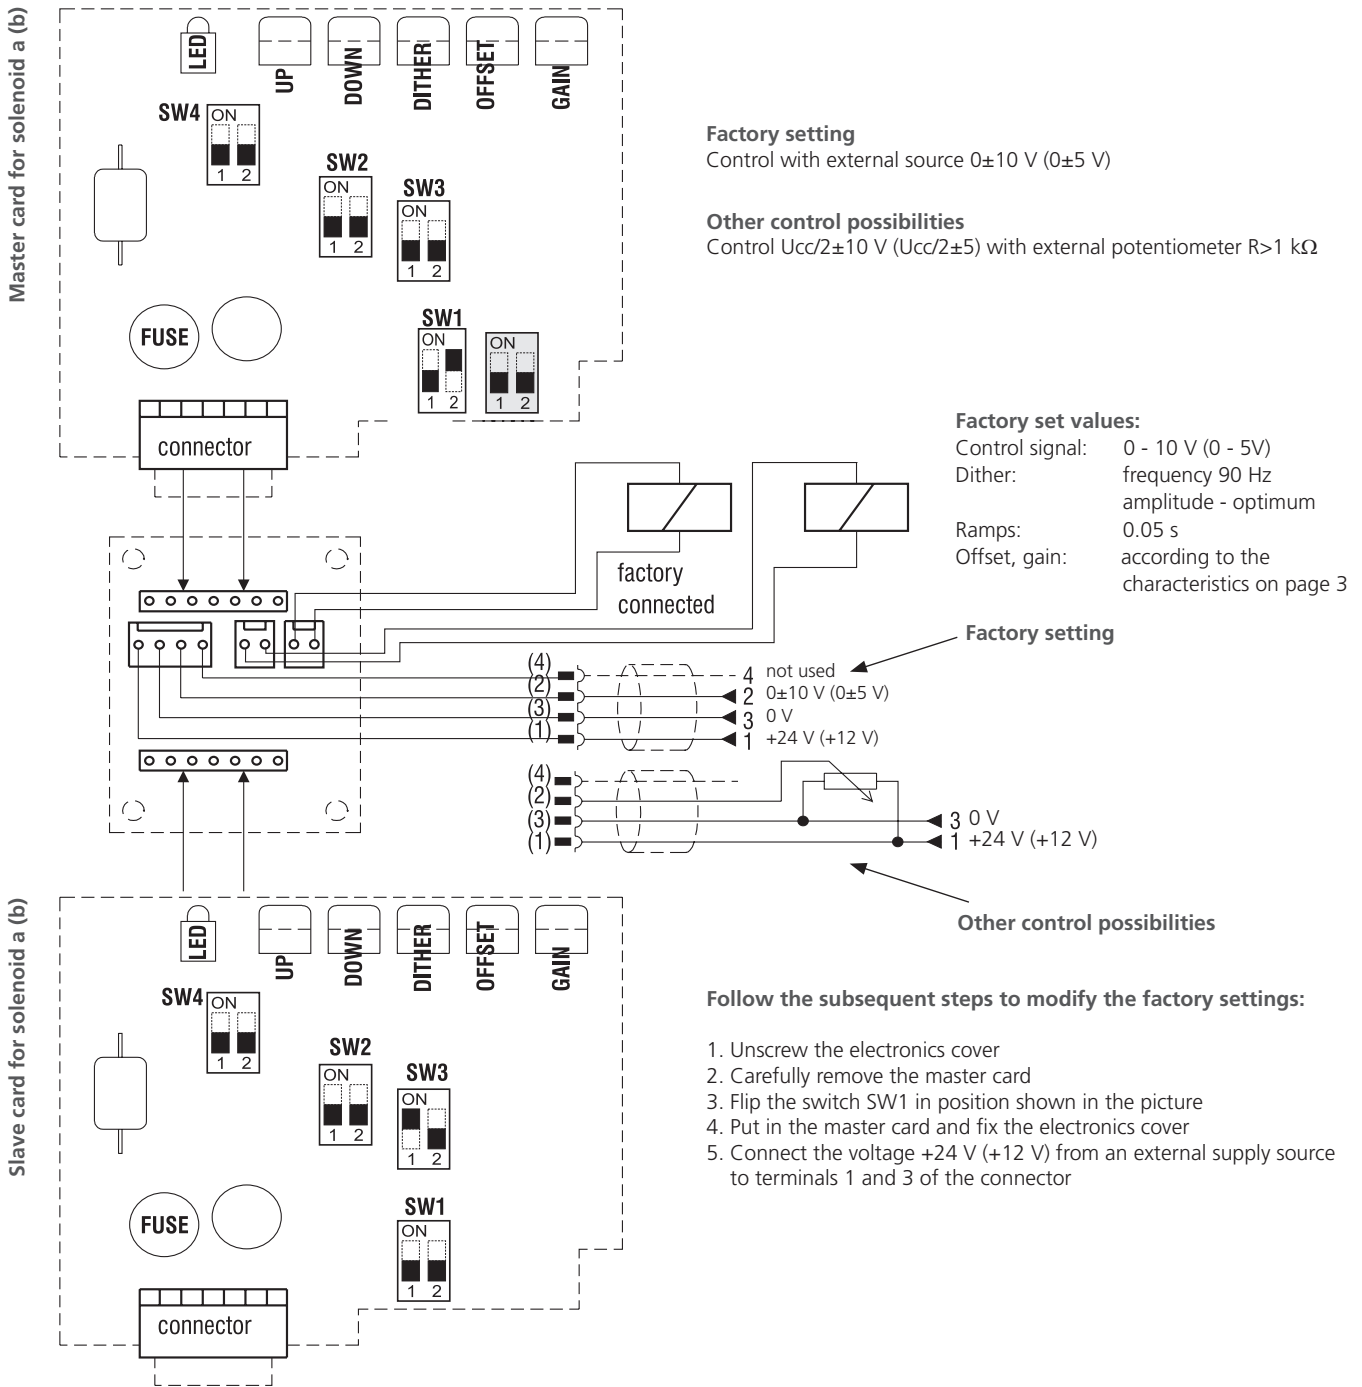 Master card for solenoid a (b)
LED
UP
DOWN
DITHER
OFFSET
GAIN
SW4
ON
1 2
SW2
ON
1 2
SW3
ON
1 2
SW1
ON
1 2
ON
1 2
FUSE
connector
Factory setting
Control with external source 0±10 V (0±5 V)
Other control possibilities
Control Ucc/2±10 V (Ucc/2±5) with external potentiometer R>1 kΩ
Factory set values:
Control signal: 0 - 10 V (0 - 5V)
Dither: frequency 90 Hz
amplitude - optimum
Ramps: 0.05 s
Offset, gain: according to the
characteristics on page 3
factory
connected
Factory setting
(4) 4 not used
(2) 2 0±10 V (0±5 V)
(3) 3 0 V
(1) 1 +24 V (+12 V)
(4)
(2)
(3) 3 0 V
(1) 1 +24 V (+12 V)
Other control possibilities
Slave card for solenoid a (b)
LED
UP
DOWN
DITHER
OFFSET
GAIN
SW4
ON
1 2
SW2
ON
1 2
SW3
ON
1 2
SW1
ON
1 2
FUSE
connector
Follow the subsequent steps to modify the factory settings:
1. Unscrew the electronics cover
2. Carefully remove the master card
3. Flip the switch SW1 in position shown in the picture
4. Put in the master card and fix the electronics cover
5. Connect the voltage +24 V (+12 V) from an external supply source
to terminals 1 and 3 of the connector